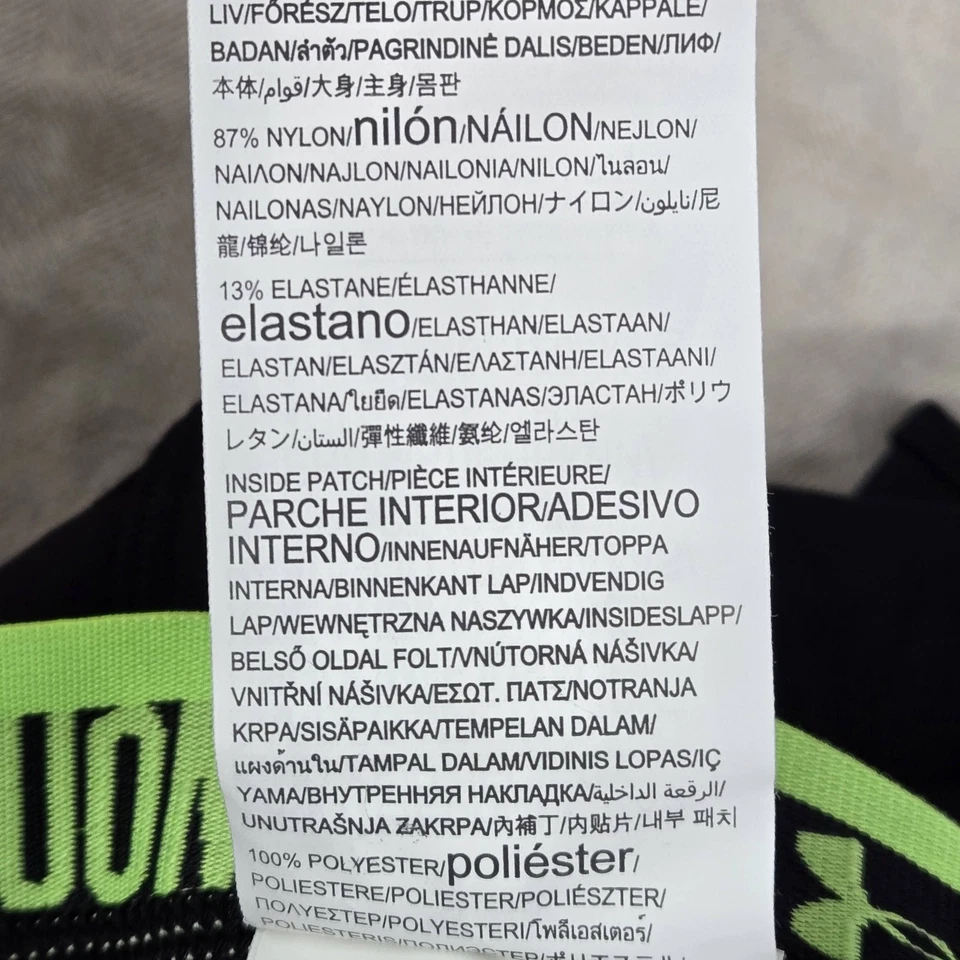 LIV/FŐRÉSZ/TELO/TRUP/ΚΟΡΜΟΣ/KAPPALE/
BADAN/ลำตัว/PAGRINDINĖ DALIS/BEDEN/ЛИФ/
本体/قوام/大身/主身/몸판
87% NYLON/nilón/NÁILON/NEJLON/
ΝΑΙΛΟΝ/NAJLON/NAILONIA/NILON/ไนลอน/
NAILONAS/NAYLON/НЕЙЛОН/ナイロン/نايلون/尼
龍/锦纶/나일론
13% ELASTANE/ÉLASTHANNE/
elastano/ELASTHAN/ELASTAAN/
ELASTAN/ELASZTÁN/ΕΛΑΣΤΑΝΗ/ELASTAANI/
ELASTANA/ใยยืด/ELASTANAS/ЭЛАСТАН/ポリウ
レタン/الستان/彈性纖維/氨纶/엘라스탄
INSIDE PATCH/PIÈCE INTÉRIEURE/
PARCHE INTERIOR/ADESIVO
INTERNO/INNENAUFNÄHER/TOPPA
INTERNA/BINNENKANT LAP/INDVENDIG
LAP/WEWNĘTRZNA NASZYWKA/INSIDESLAPP/
BELSŐ OLDAL FOLT/VNÚTORNÁ NÁŠIVKA/
VNITŘNÍ NÁŠIVKA/ΕΣΩΤ. ΠΑΤΣ/NOTRANJA
KRPA/SISÄPAIKKA/TEMPELAN DALAM/
แผงด้านใน/TAMPAL DALAM/VIDINIS LOPAS/İÇ
YAMA/ВНУТРЕННЯЯ НАКЛАДКА/الرقعة الداخلية/
UNUTRAŠNJA ZAKRPA/內補丁/内贴片/내부 패치
100% POLYESTER/poliéster/
POLIESTERE/POLIESTER/POLIÉSZTER/
ΠΟΛΥΕΣΤΕΡ/POLYESTERI/โพลีเอสเตอร์/
POLIESTERIS/ПОЛИЭСТЕР/ポリエステル/